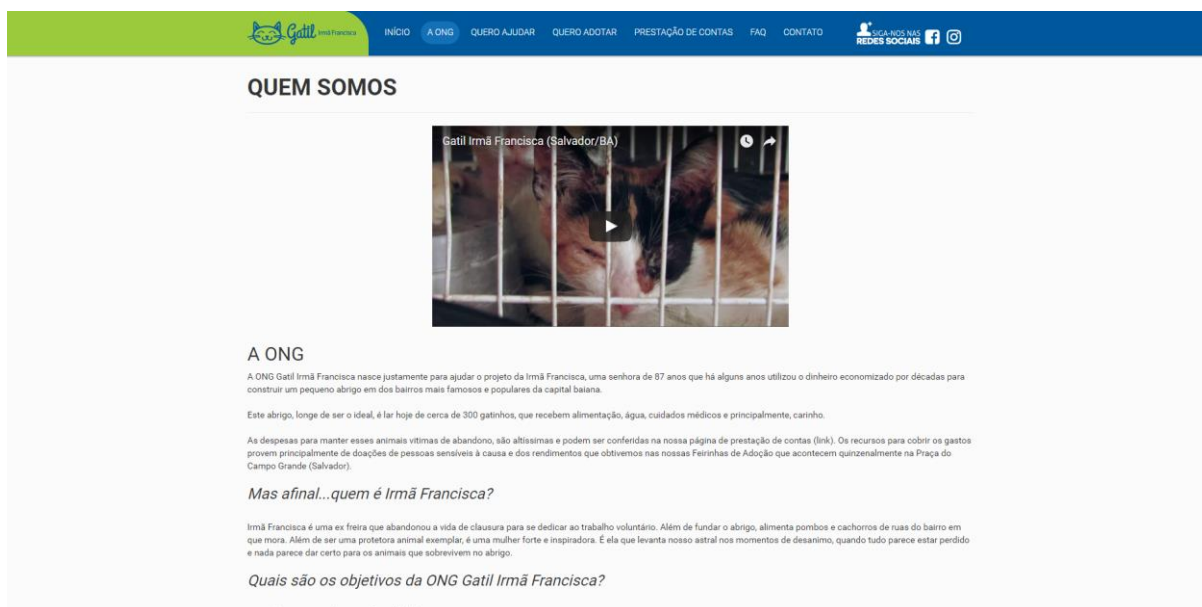 Gatil Irmã Francisca
INÍCIO A ONG QUERO AJUDAR QUERO ADOTAR PRESTAÇÃO DE CONTAS FAQ CONTATO
SIGA-NOS NAS
REDES SOCIAIS
QUEM SOMOS
Gatil Irmã Francisca (Salvador/BA)
A ONG
A ONG Gatil Irmã Francisca nasce justamente para ajudar o projeto da Irmã Francisca, uma senhora de 87 anos que há alguns anos utilizou o dinheiro economizado por décadas para
construir um pequeno abrigo em dos bairros mais famosos e populares da capital baiana.
Este abrigo, longe de ser o ideal, é lar hoje de cerca de 300 gatinhos, que recebem alimentação, água, cuidados médicos e principalmente, carinho.
As despesas para manter esses animais vitimas de abandono, são altíssimas e podem ser conferidas na nossa página de prestação de contas (link). Os recursos para cobrir os gastos
provem principalmente de doações de pessoas sensíveis à causa e dos rendimentos que obtivemos nas nossas Feirinhas de Adoção que acontecem quinzenalmente na Praça do
Campo Grande (Salvador).
Mas afinal...quem é Irmã Francisca?
Irmã Francisca é uma ex freira que abandonou a vida de clausura para se dedicar ao trabalho voluntário. Além de fundar o abrigo, alimenta pombos e cachorros de ruas do bairro em
que mora. Além de ser uma protetora animal exemplar, é uma mulher forte e inspiradora. É ela que levanta nosso astral nos momentos de desanimo, quando tudo parece estar perdido
e nada parece dar certo para os animais que sobrevivem no abrigo.
Quais são os objetivos da ONG Gatil Irmã Francisca?